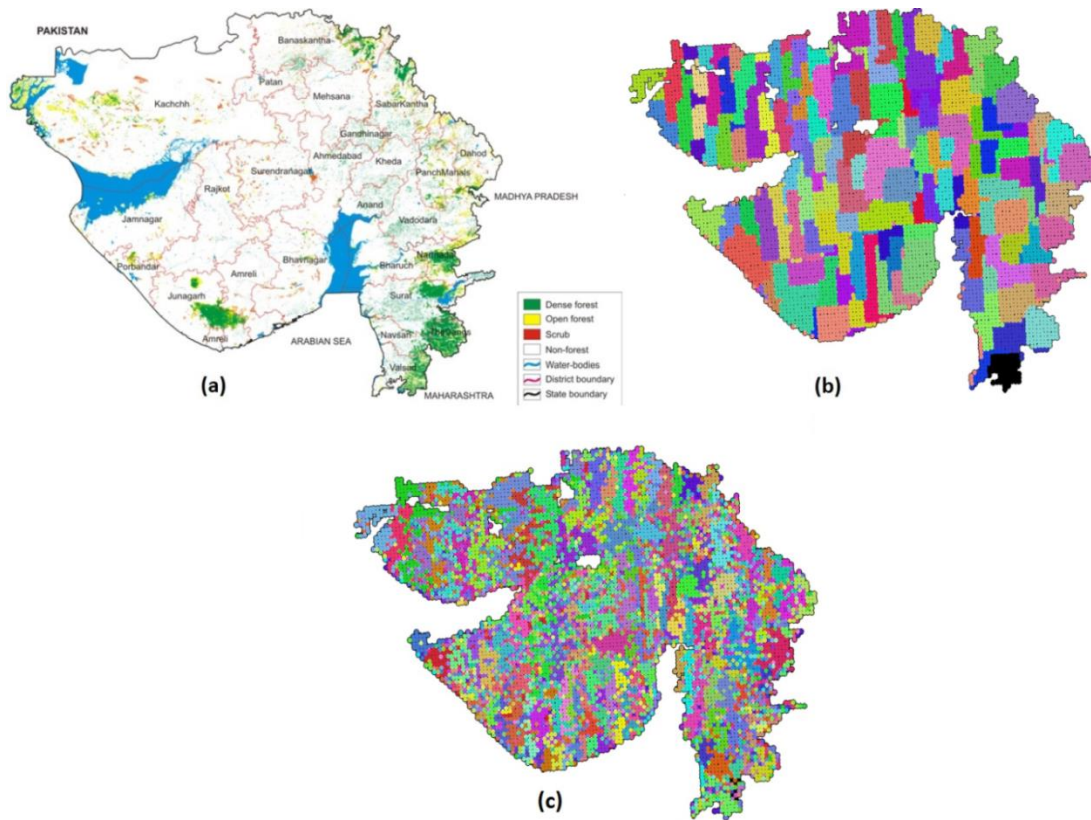 PAKISTAN
Banaskantha
Patan
Kachchh
Mehsana
SabarKantha
Gandhinagar
Ahmedabad
Kheda
Dahod
PanchMahals
Surendranagar
Rajkot
Anand
MADHYA PRADESH
Jamnagar
Vadodara
Bhavnagar
Bharuch
Porbandar
Amreli
Junagarh
Surat
Amreli
ARABIAN SEA
Navsari
Valsad
MAHARASHTRA
Dense forest
Open forest
Scrub
Non-forest
Water-bodies
District boundary
State boundary
(a)
(b)
(c)